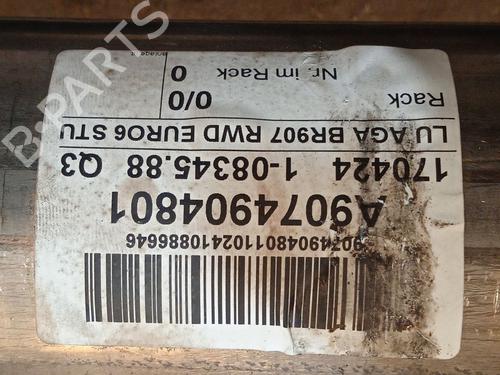 907490480110241088646
A9074904801
170424 1-08345.88 Q3
LU AGA BR907 RWD EURO6 STU
Rack 0/0
Nr. im Rack 0
B-PARTS